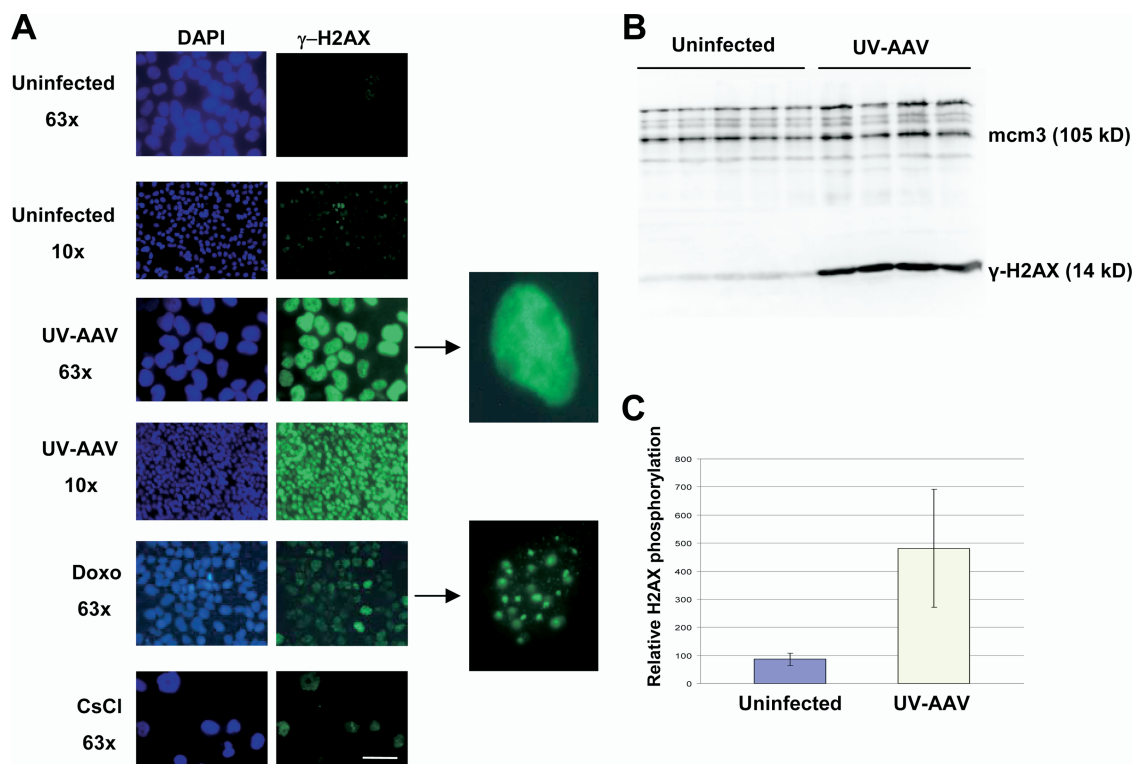 A
DAPI
γ–H2AX
Uninfected
63x
Uninfected
10x
UV-AAV
63x
UV-AAV
10x
Doxo
63x
CsCl
63x
B
Uninfected
UV-AAV
mcm3 (105 kD)
γ-H2AX (14 kD)
C
Relative H2AX phosphorylation
800
700
600
500
400
300
200
100
0
Uninfected
UV-AAV